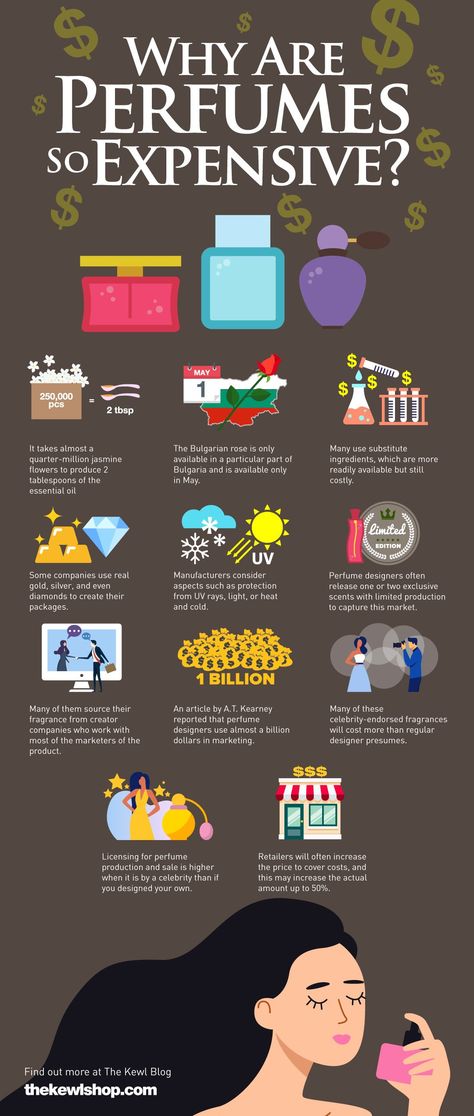 WHY ARE
PERFUMES
SO EXPENSIVE?
250,000
pcs
=
2 tbsp
It takes almost a
quarter-million jasmine
flowers to produce 2
tablespoons of the
essential oil
MAY
1
The Bulgarian rose is only
available in a particular part of
Bulgaria and is available only
in May.
$ $ $
Many use substitute
ingredients, which are more
readily available but still
costly.
Some companies use real
gold, silver, and even
diamonds to create their
packages.
UV
Manufacturers consider
aspects such as protection
from UV rays, light, or heat
and cold.
Limited
EDITION
Perfume designers often
release one or two exclusive
scents with limited production
to capture this market.
Many of them source their
fragrance from creator
companies who work with
most of the marketers of the
product.
1 BILLION
An article by A.T. Kearney
reported that perfume
designers use almost a billion
dollars in marketing.
Many of these
celebrity-endorsed fragrances
will cost more than regular
designer presumes.
Licensing for perfume
production and sale is higher
when it is by a celebrity than if
you designed your own.
$$$
Retailers will often increase
the price to cover costs, and
this may increase the actual
amount up to 50%.
Find out more at The Kewl Blog
thekewlshop.com